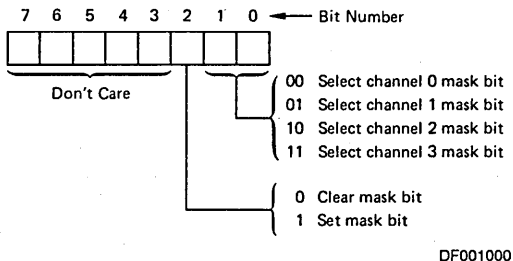 7 6 5 4 3 2 1 0 Bit Number
Don't Care
00 Select channel 0 mask bit
01 Select channel 1 mask bit
10 Select channel 2 mask bit
11 Select channel 3 mask bit
0 Clear mask bit
1 Set mask bit
DF001000